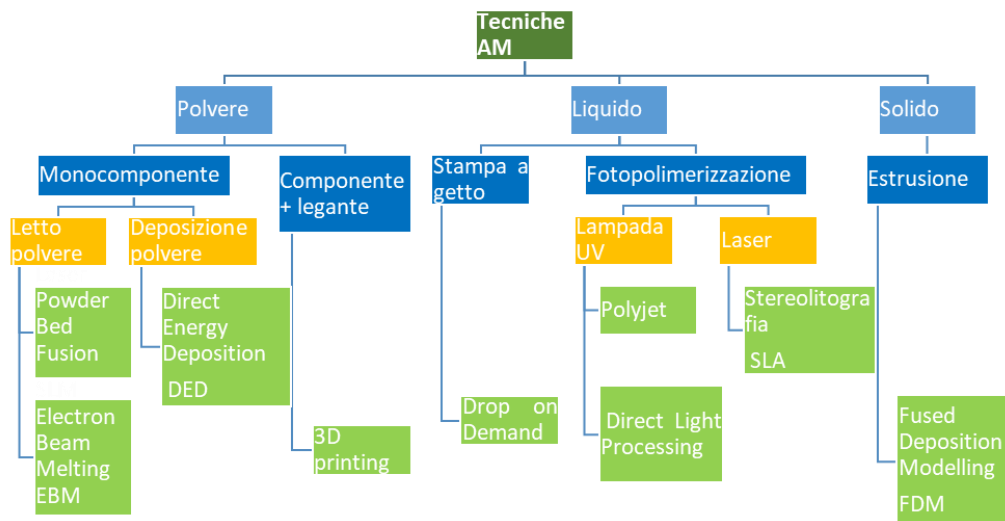 Tecniche
AM
Polvere
Liquido
Solido
Monocomponente
Componente
+ legante
Stampa a
getto
Fotopolimerizzazione
Estrusione
Letto
polvere
Deposizione
polvere
Lampada
UV
Laser
Powder
Bed
Fusion
Direct
Energy
Deposition
DED
Polyjet
Stereolitogra
fia
SLA
Electron
Beam
Melting
EBM
3D
printing
Drop on
Demand
Direct Light
Processing
Fused
Deposition
Modelling
FDM